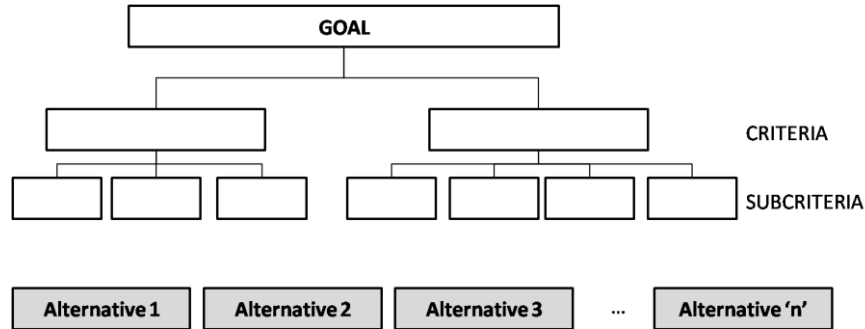 GOAL
CRITERIA
SUBCRITERIA
Alternative 1
Alternative 2
Alternative 3
...
Alternative ‘n’